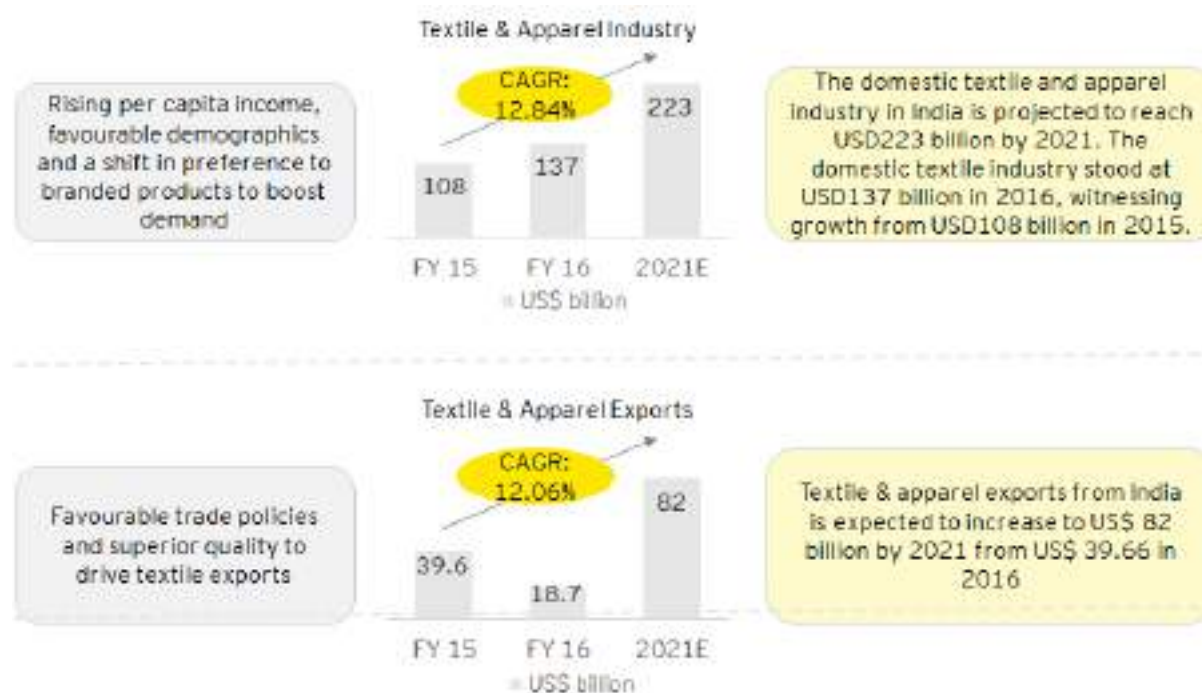 Textile & Apparel Industry
Rising per capita income,
favourable demographics
and a shift in preference to
branded products to boost
demand
CAGR:
12.84%
108
137
223
FY 15
FY 16
2021E
= US$ billion
The domestic textile and apparel
industry in India is projected to reach
USD223 billion by 2021. The
domestic textile industry stood at
USD137 billion in 2016, witnessing
growth from USD108 billion in 2015.
Textile & Apparel Exports
Favourable trade policies
and superior quality to
drive textile exports
CAGR:
12.06%
39.6
18.7
82
FY 15
FY 16
2021E
= US$ billion
Textile & apparel exports from India
is expected to increase to US$ 82
billion by 2021 from US$ 39.66 in
2016